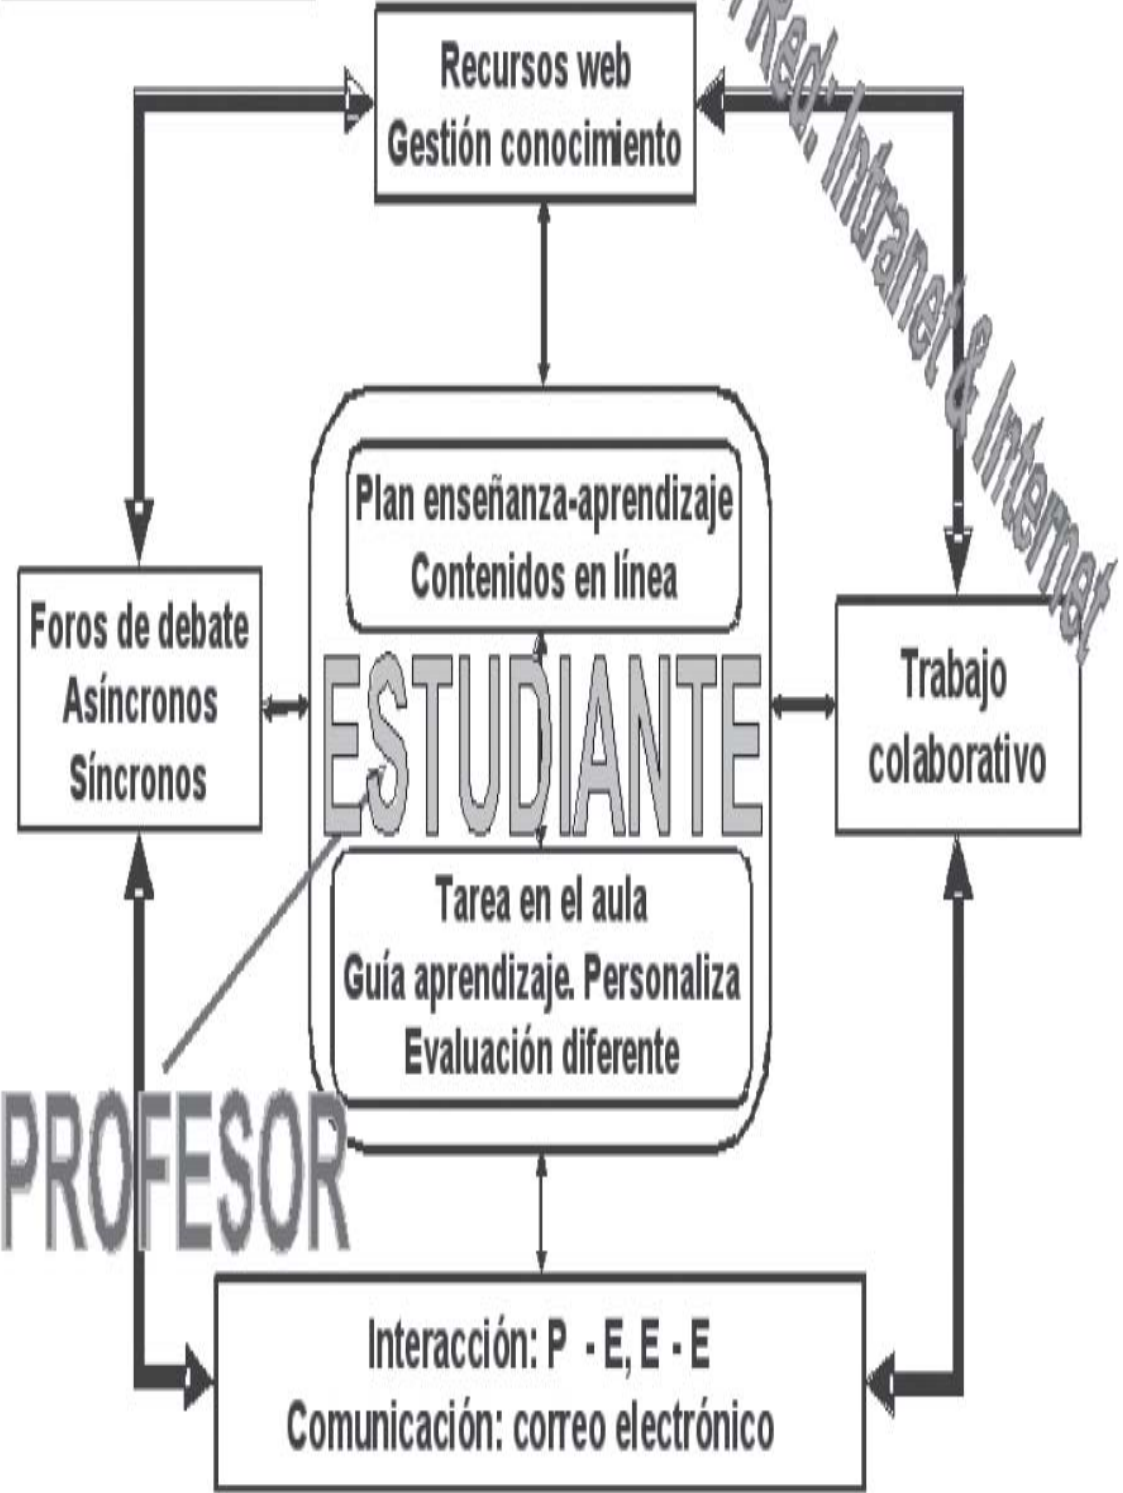 Recursos web
Gestión conocimiento
Red: Intranet & Internet
Plan enseñanza-aprendizaje
Contenidos en línea
Foros de debate
Asíncronos
Síncronos
ESTUDIANTE
Trabajo
colaborativo
Tarea en el aula
Guía aprendizaje. Personaliza
Evaluación diferente
PROFESOR
Interacción: P - E, E - E
Comunicación: correo electrónico